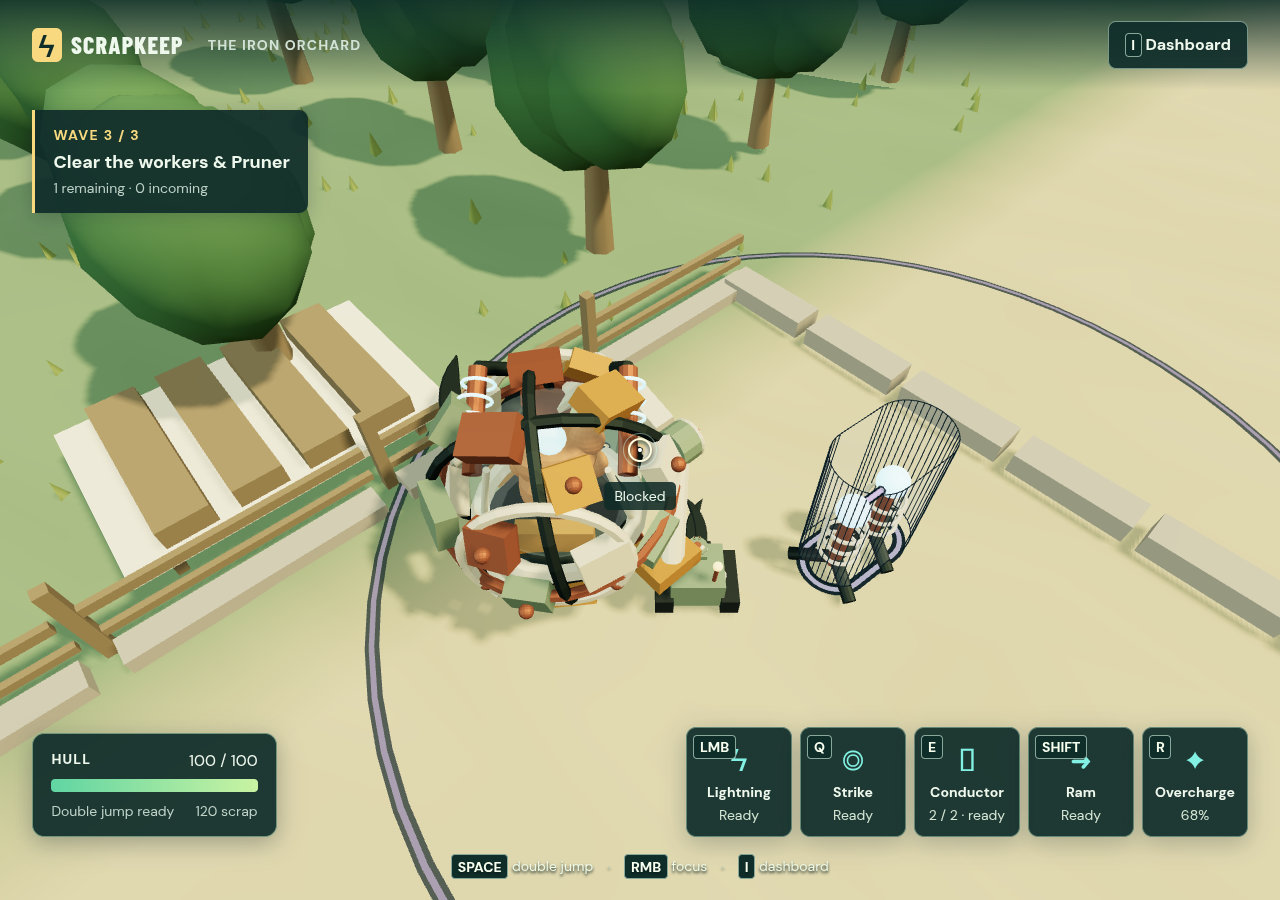 SCRAPKEEP
THE IRON ORCHARD
I Dashboard
WAVE 3 / 3
Clear the workers & Pruner
1 remaining · 0 incoming
Blocked
HULL 100 / 100
Double jump ready 120 scrap
LMB Lightning Ready
Q Strike Ready
E Conductor 2 / 2 · ready
SHIFT Ram Ready
R Overcharge 68%
SPACE double jump · RMB focus · I dashboard